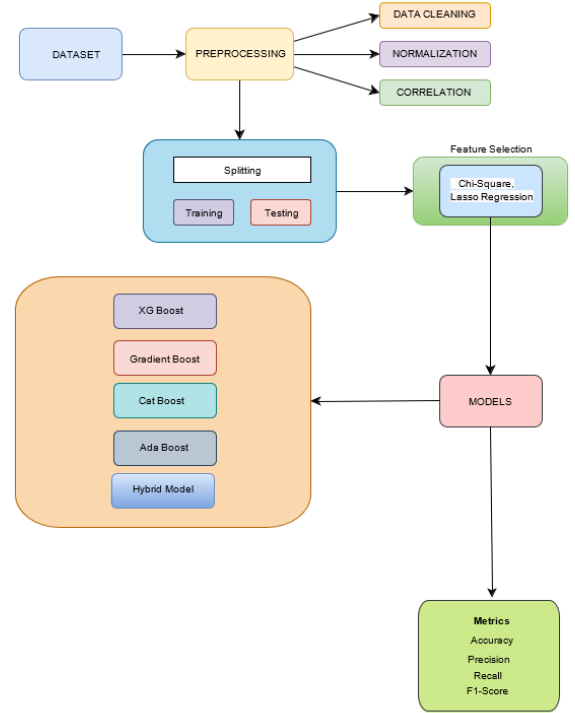 DATASET
PREPROCESSING
DATA CLEANING
NORMALIZATION
CORRELATION
Splitting
Training
Testing
Feature Selection
Chi-Square,
Lasso Regression
XG Boost
Gradient Boost
Cat Boost
Ada Boost
Hybrid Model
MODELS
Metrics
Accuracy
Precision
Recall
F1-Score